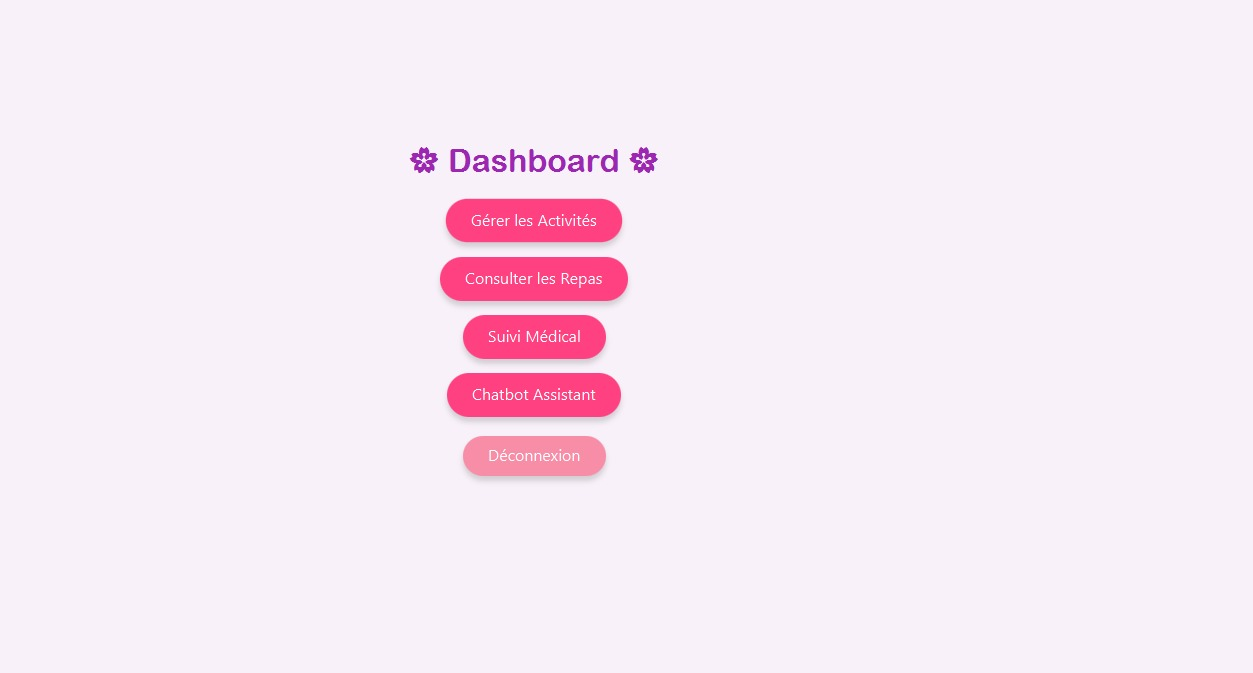 🌸 Dashboard 🌸
Gérer les Activités
Consulter les Repas
Suivi Médical
Chatbot Assistant
Déconnexion